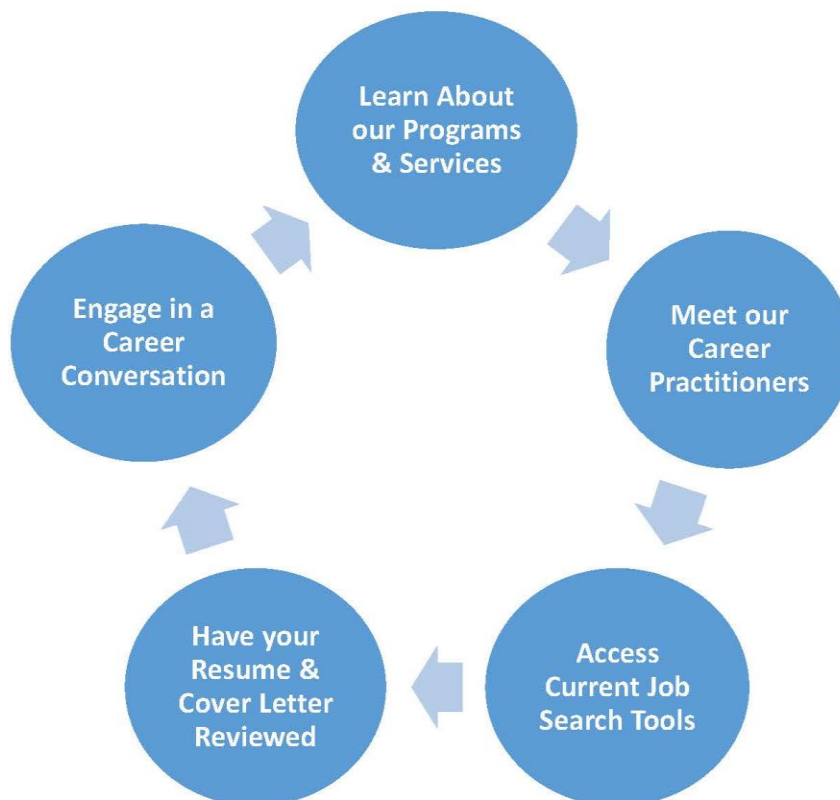 Learn About
our Programs
& Services
Meet our
Career
Practitioners
Access
Current Job
Search Tools
Have your
Resume &
Cover Letter
Reviewed
Engage in a
Career
Conversation